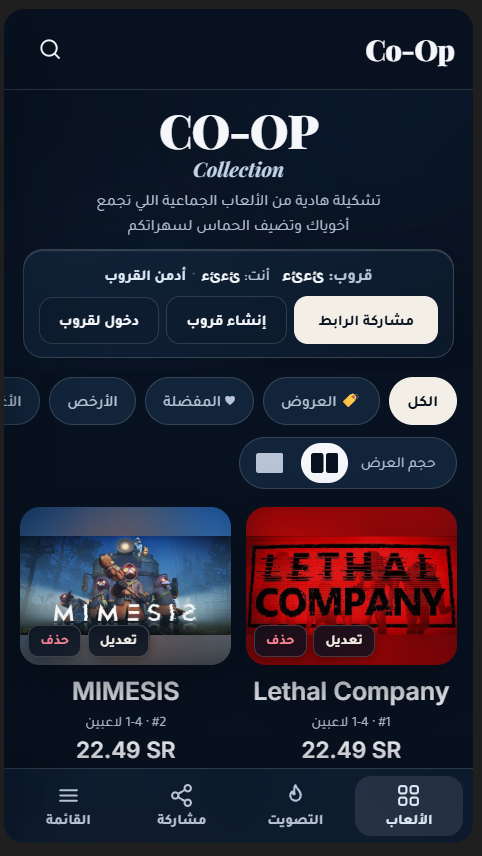 Co-Op
CO-OP
Collection
تشكيلة هادية من الألعاب الجماعية اللي تجمع
أخوياك وتضيف الحماس لسهراتكم
قروب: ئءئء أنت: ئءئء · أدمن القروب
مشاركة الرابط
إنشاء قروب
دخول لقروب
الكل
العروض
المفضلة
الأرخص
حجم العرض
LETHAL
COMPANY
تعديل
حذف
MIMESIS
تعديل
حذف
Lethal Company
#1 · 1-4 لاعبين
22.49 SR
MIMESIS
#2 · 1-4 لاعبين
22.49 SR
الألعاب
التصويت
مشاركة
القائمة